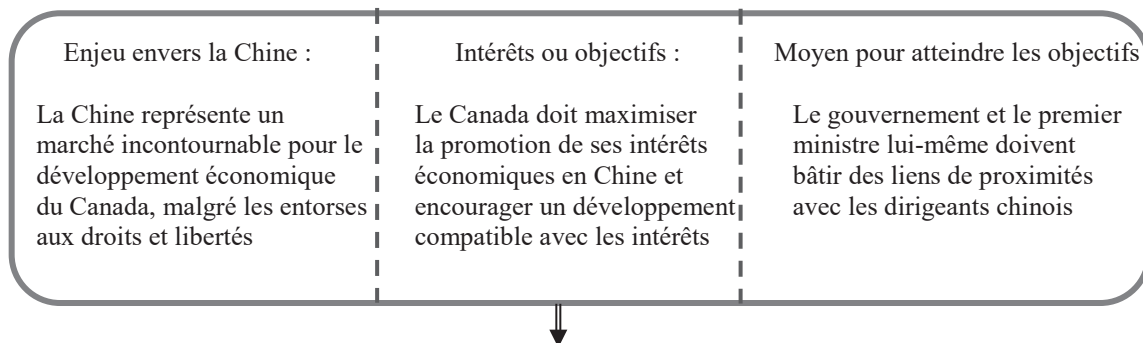 Enjeu envers la Chine :
La Chine représente un
marché incontournable pour le
développement économique
du Canada, malgré les entorses
aux droits et libertés
Intérêts ou objectifs :
Le Canada doit maximiser
la promotion de ses intérêts
économiques en Chine et
encourager un développement
compatible avec les intérêts
Moyen pour atteindre les objectifs
Le gouvernement et le premier
ministre lui-même doivent
bâtir des liens de proximités
avec les dirigeants chinois